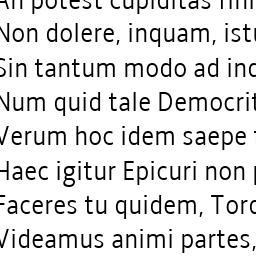 An potest cupiditas fini
Non dolere, inquam, istu
Sin tantum modo ad ind
Num quid tale Democrit
Verum hoc idem saepe f
Haec igitur Epicuri non p
Faceres tu quidem, Torq
Videamus animi partes,